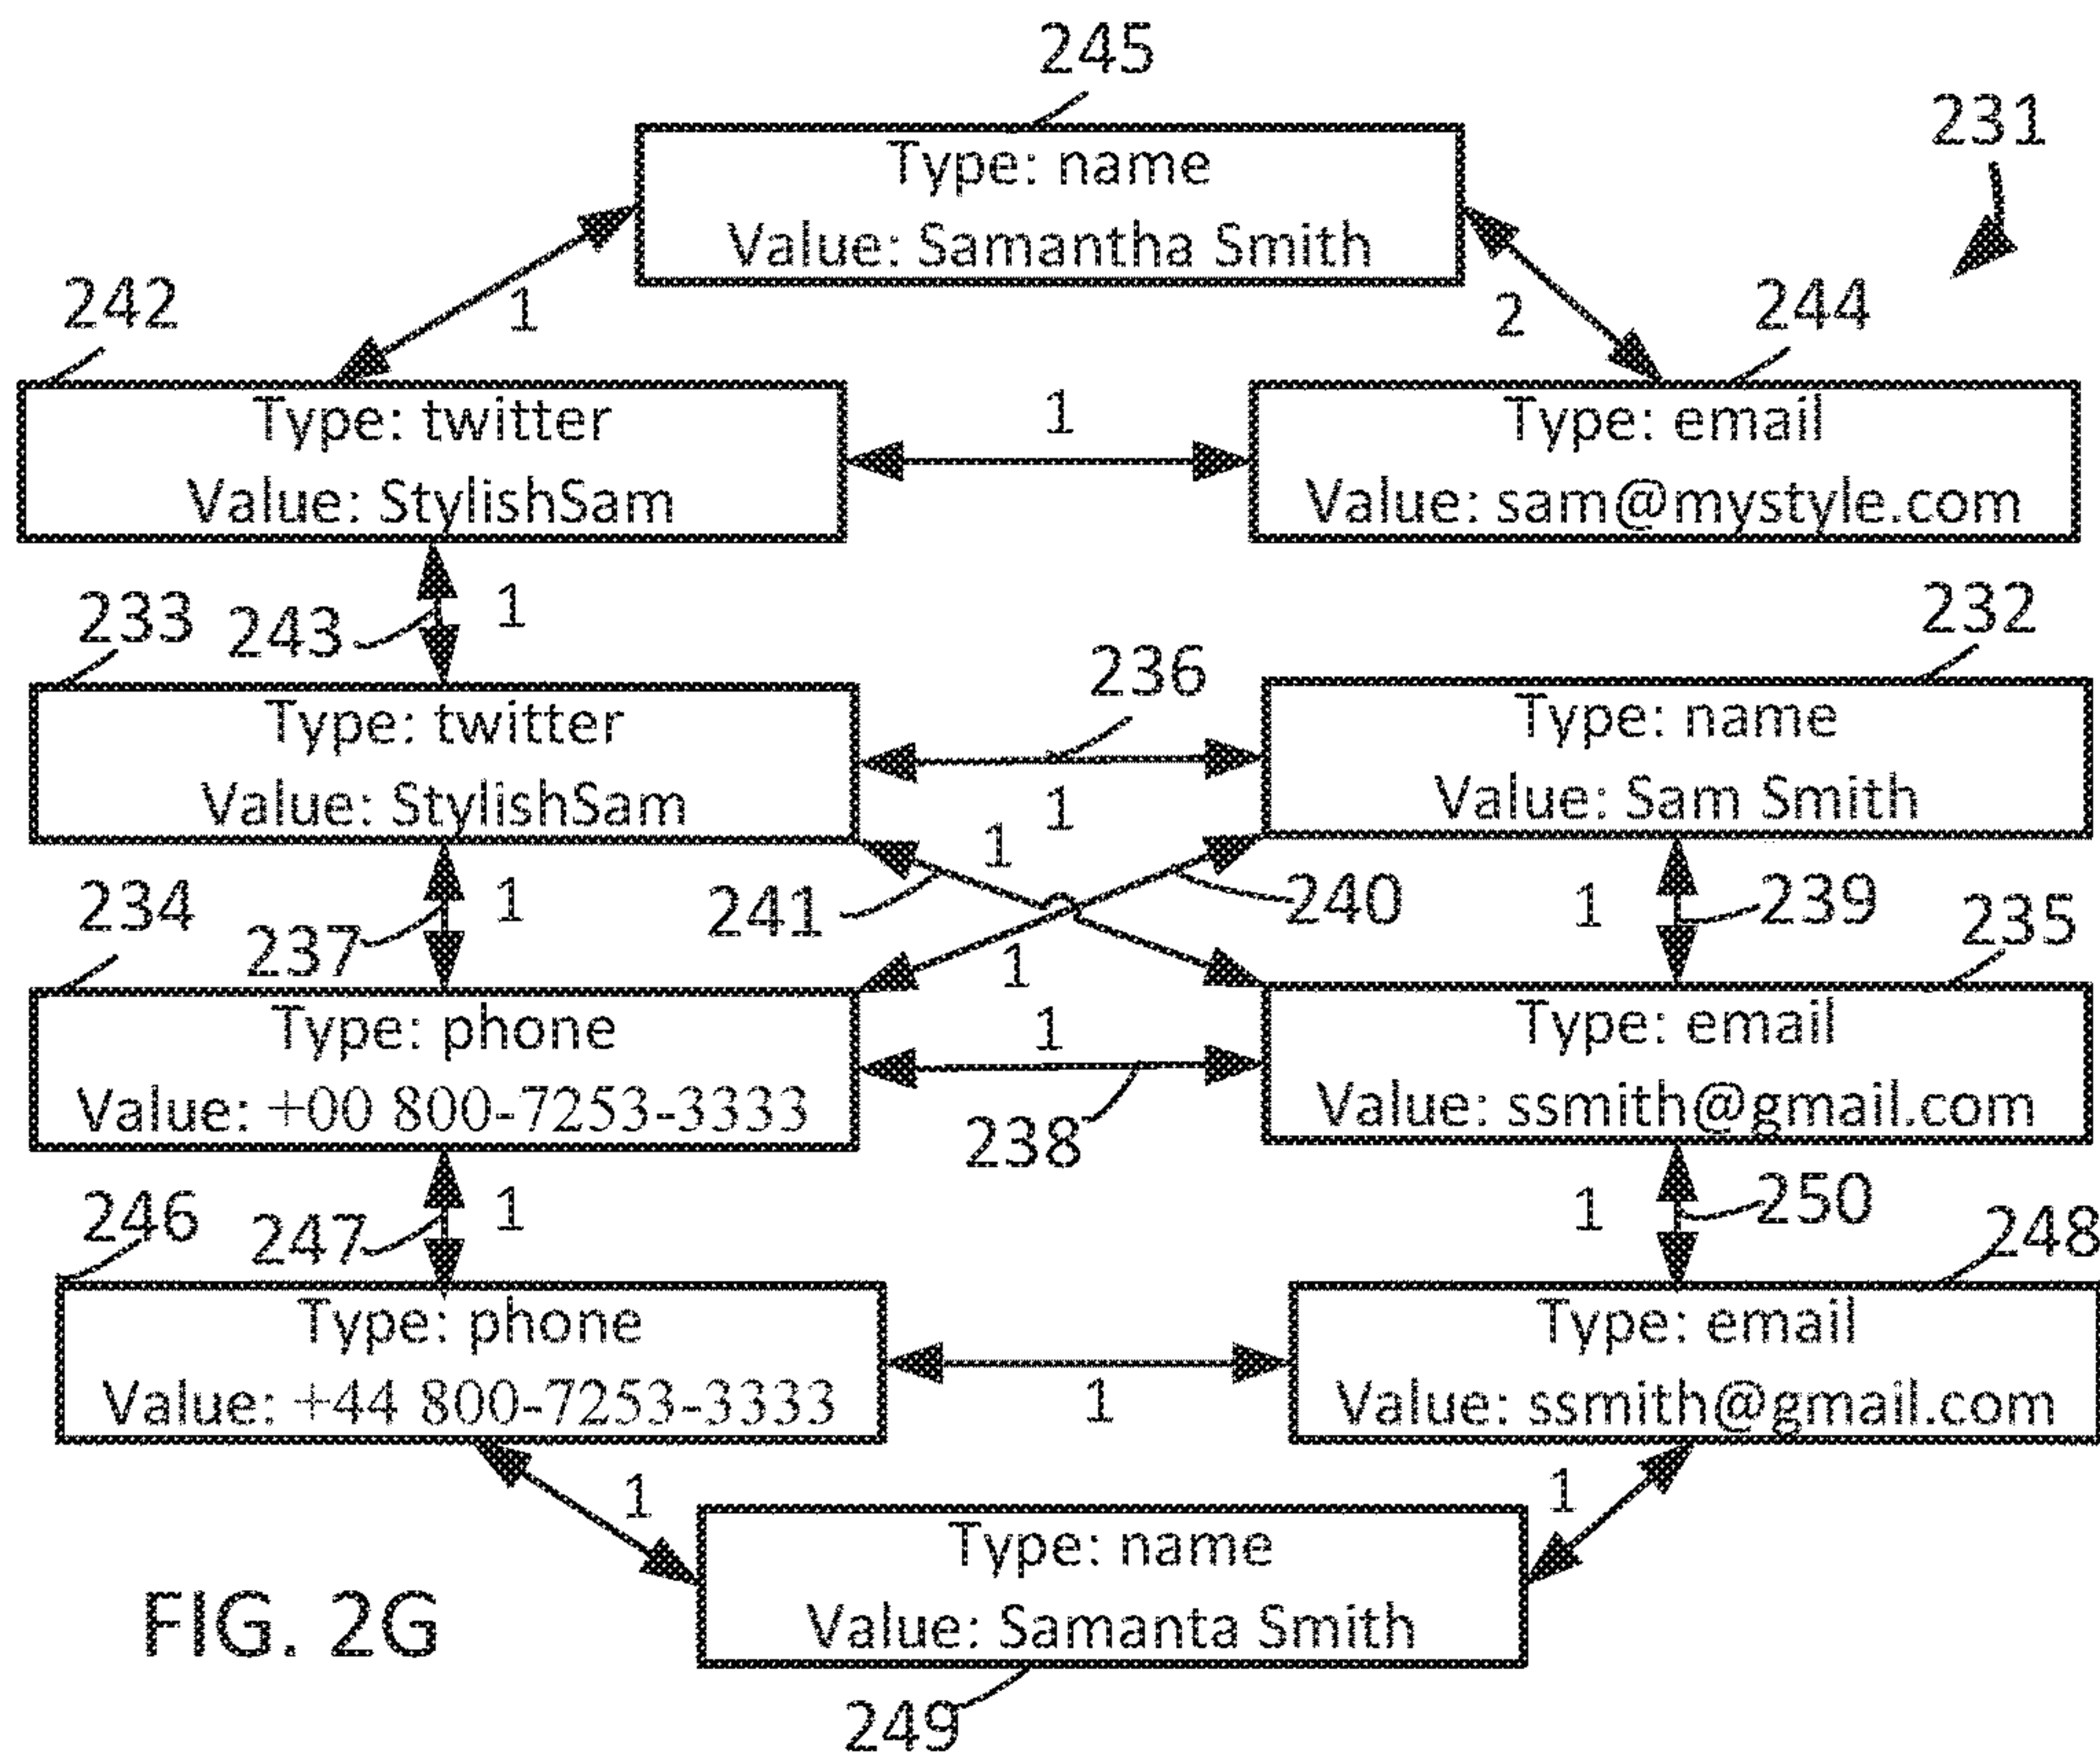 245
231
Type: name
Value: Samantha Smith
242
1
2
244
Type: twitter
Value: StylishSam
1
Type: email
Value: sam@mystyle.com
233
243
1
236
232
Type: twitter
Value: StylishSam
1
Type: name
Value: Sam Smith
234
237
1
241
1
240
1
239
235
1
Type: phone
Value: +00 800-7253-3333
1
238
Type: email
Value: ssmith@gmail.com
246
247
1
1
250
248
Type: phone
Value: +44 800-7253-3333
1
Type: email
Value: ssmith@gmail.com
1
1
Type: name
Value: Samanta Smith
FIG. 2G
249